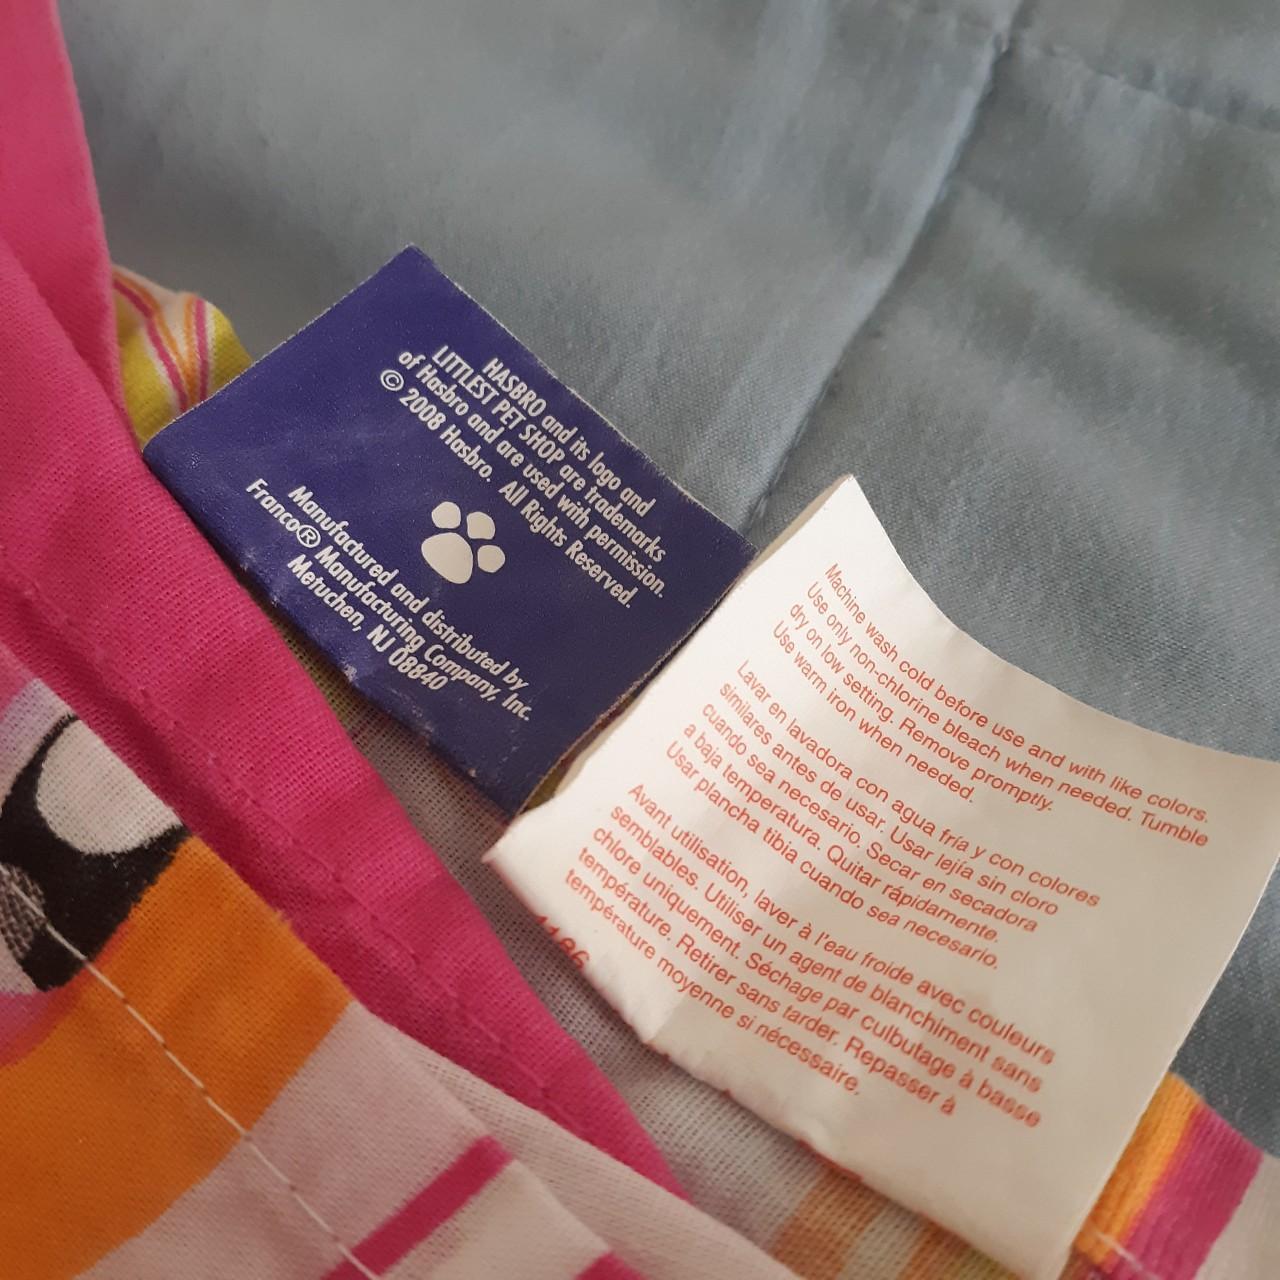 HASBRO and its logo and
LITTLEST PET SHOP are trademarks
of Hasbro and are used with permission.
© 2008 Hasbro. All Rights Reserved.
Manufactured and distributed by
Franco® Manufacturing Company, Inc.
Metuchen, NJ 08840
Machine wash cold before use and with like colors.
Use only non-chlorine bleach when needed. Tumble
dry on low setting. Remove promptly.
Use warm iron when needed.
Lavar en lavadora con agua fría y con colores
similares antes de usar. Usar lejía sin cloro
cuando sea necesario. Secar en secadora
a baja temperatura. Quitar rápidamente.
Usar plancha tibia cuando sea necesario.
Avant utilisation, laver à l'eau froide avec couleurs
semblables. Utiliser un agent de blanchiment sans
chlore uniquement. Séchage par culbutage à basse
température. Retirer sans tarder. Repasser à
température moyenne si nécessaire.